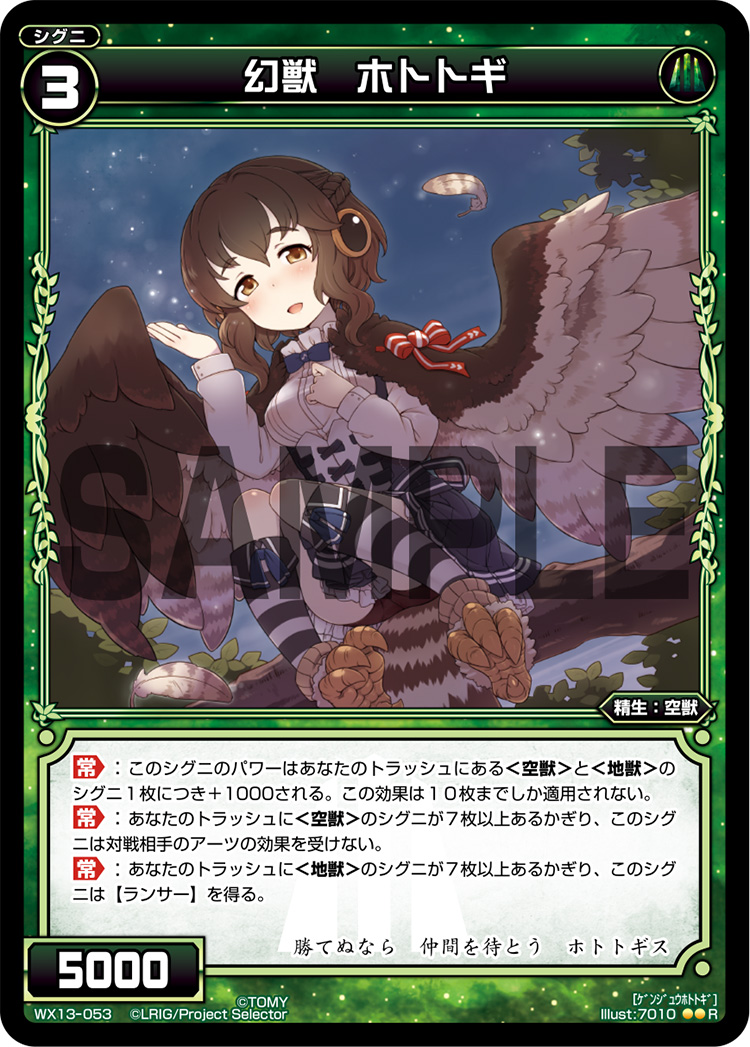 シグニ
3
幻獣　ホトトギ
SAMPLE
精生：空獣
常：このシグニのパワーはあなたのトラッシュにある＜空獣＞と＜地獣＞の
シグニ１枚につき＋1000される。この効果は１０枚までしか適用されない。
常：あなたのトラッシュに＜空獣＞のシグニが７枚以上あるかぎり、このシグ
ニは対戦相手のアーツの効果を受けない。
常：あなたのトラッシュに＜地獣＞のシグニが７枚以上あるかぎり、このシグ
ニは【ランサー】を得る。
勝てぬなら　仲間を待とう　ホトトギス
5000
©TOMY
[ｹﾞﾝｼﾞｭｳﾎﾄﾄｷﾞ]
WX13-053 ©LRIG/Project Selector
Illust:7010 R